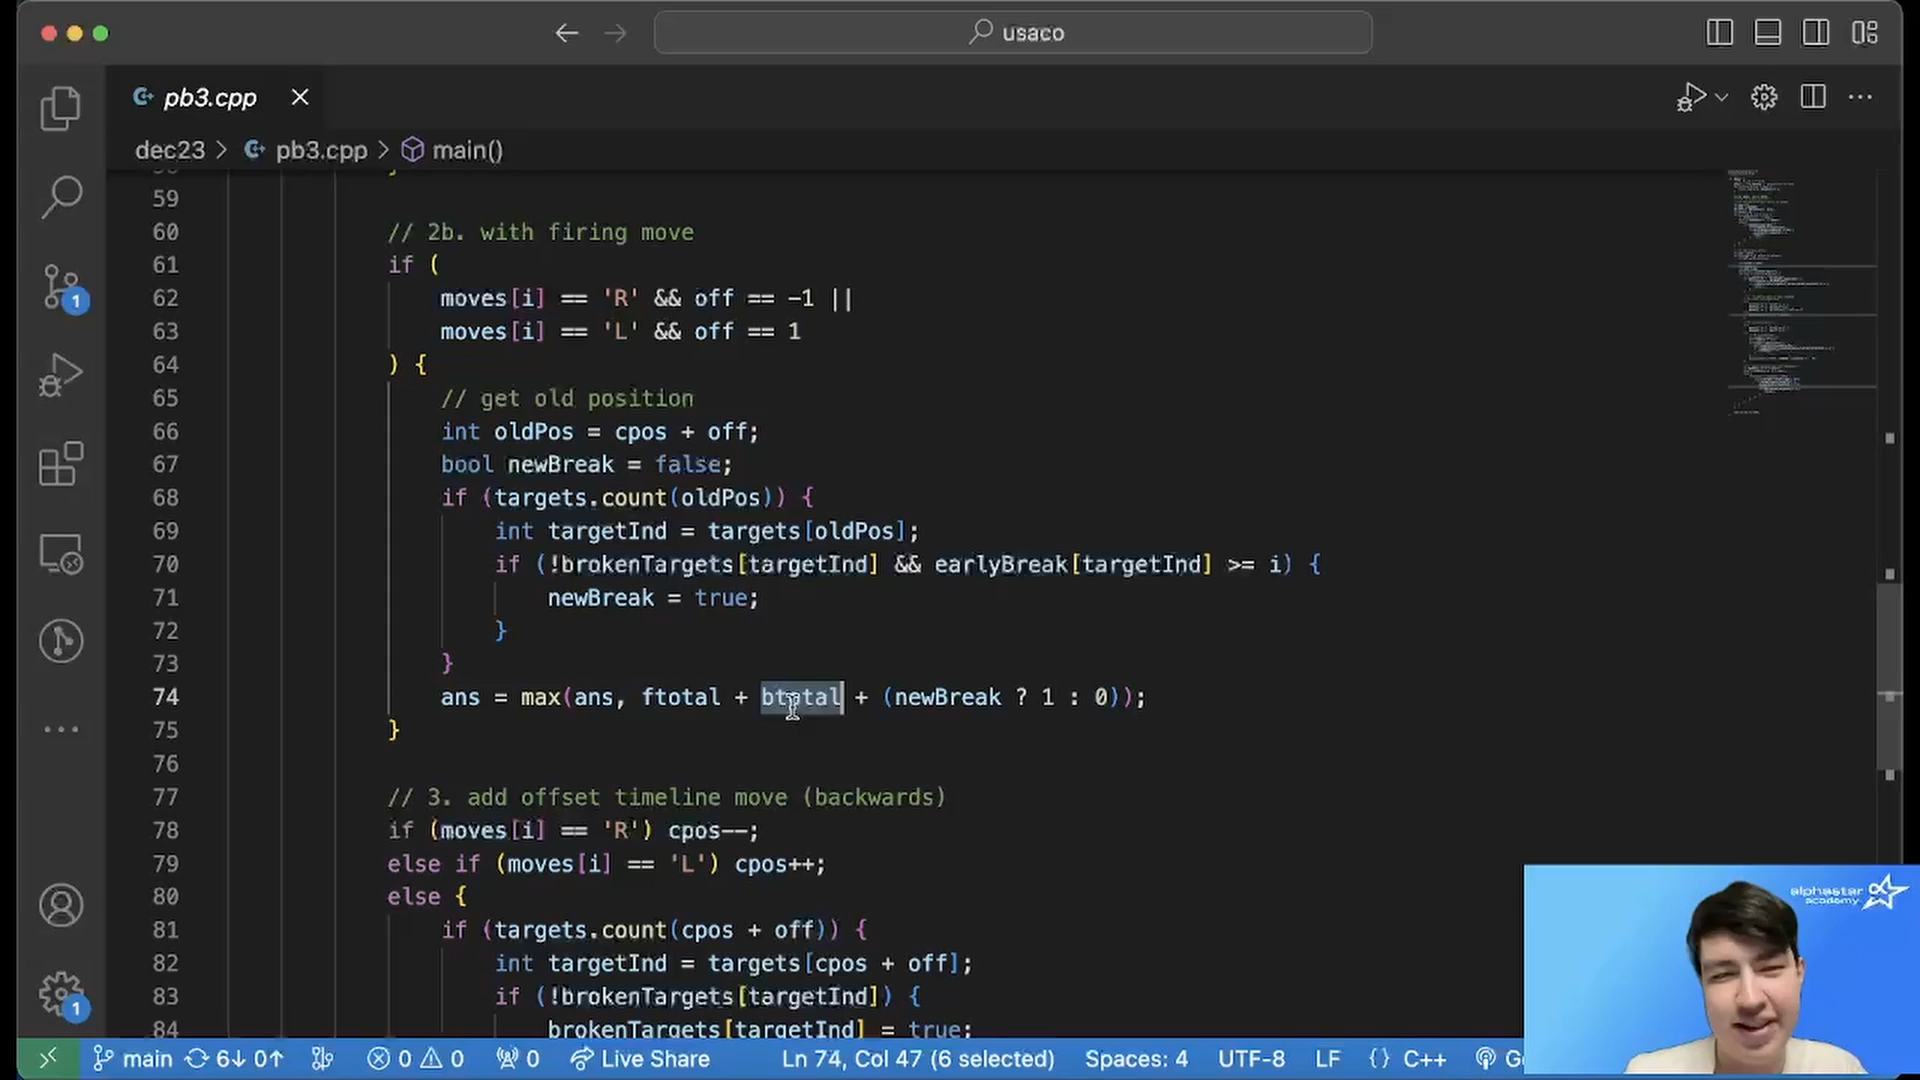 usaco
pb3.cpp
dec23 > pb3.cpp > main()
59
60 // 2b. with firing move
61 if (
62 moves[i] == 'R' && off == -1 ||
63 moves[i] == 'L' && off == 1
64 ) {
65 // get old position
66 int oldPos = cpos + off;
67 bool newBreak = false;
68 if (targets.count(oldPos)) {
69 int targetInd = targets[oldPos];
70 if (!brokenTargets[targetInd] && earlyBreak[targetInd] >= i) {
71 newBreak = true;
72 }
73 }
74 ans = max(ans, ftotal + btotal + (newBreak ? 1 : 0));
75 }
76
77 // 3. add offset timeline move (backwards)
78 if (moves[i] == 'R') cpos--;
79 else if (moves[i] == 'L') cpos++;
80 else {
81 if (targets.count(cpos + off)) {
82 int targetInd = targets[cpos + off];
83 if (!brokenTargets[targetInd]) {
84 brokenTargets[targetInd] = true;
1
1
alphastar
academy
main 6↓ 0↑ 0 0 0 Live Share Ln 74, Col 47 (6 selected) Spaces: 4 UTF-8 LF {} C++